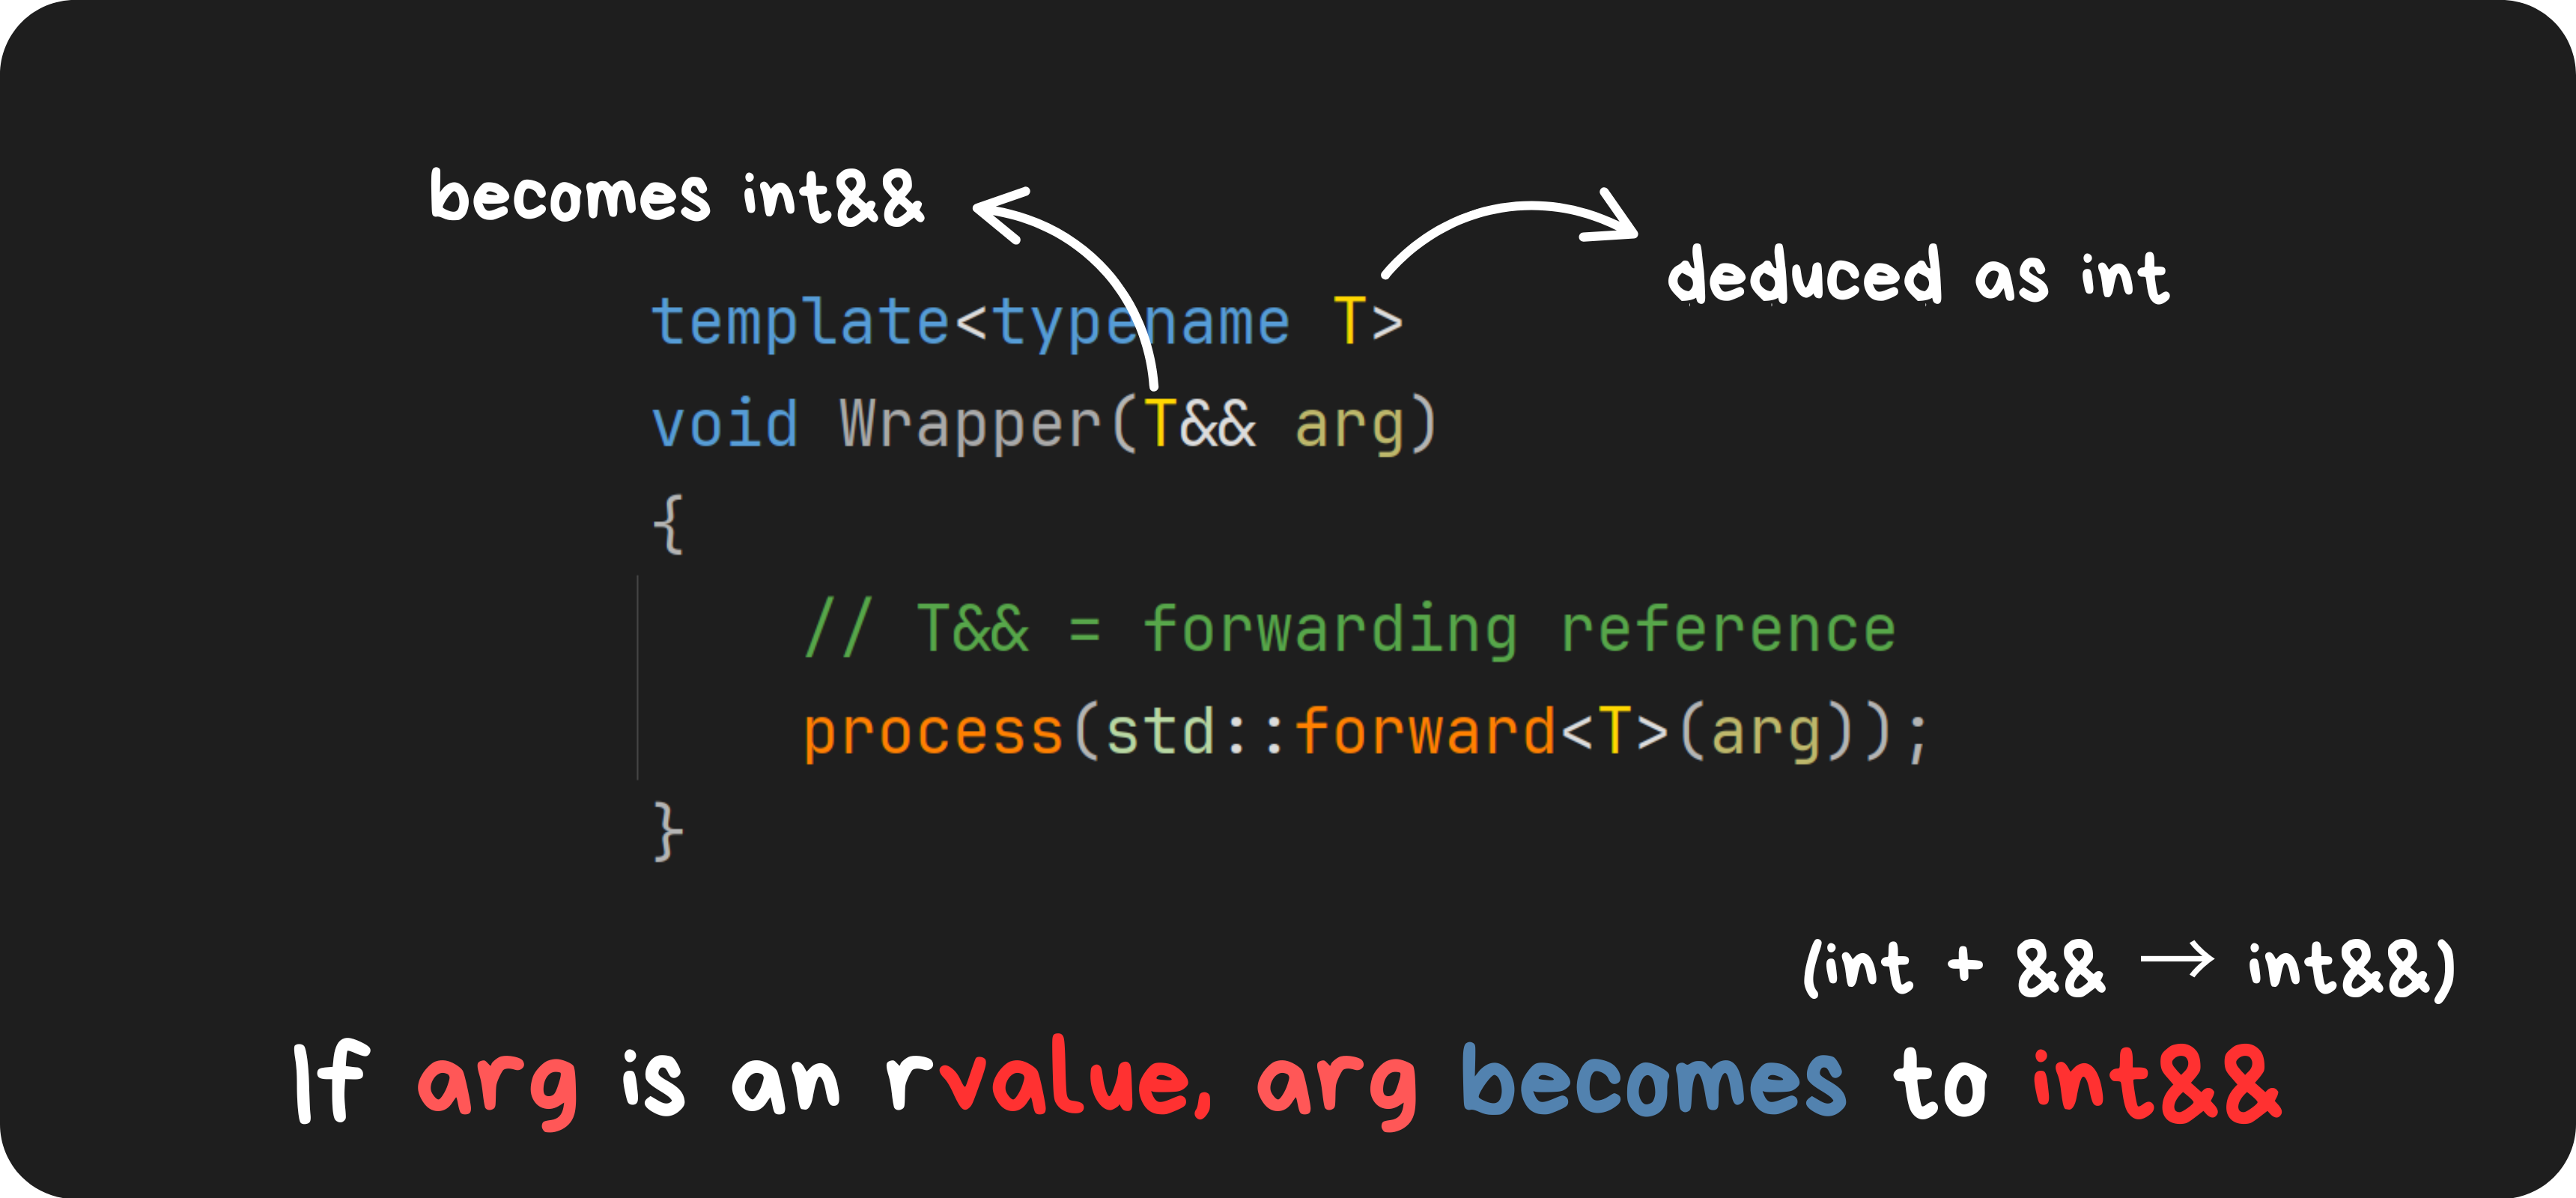 becomes int&&
deduced as int
template<typename T>
void Wrapper(T&& arg)
{
// T&& = forwarding reference
process(std::forward<T>(arg));
}
(int + && → int&&)
If arg is an rvalue, arg becomes to int&&